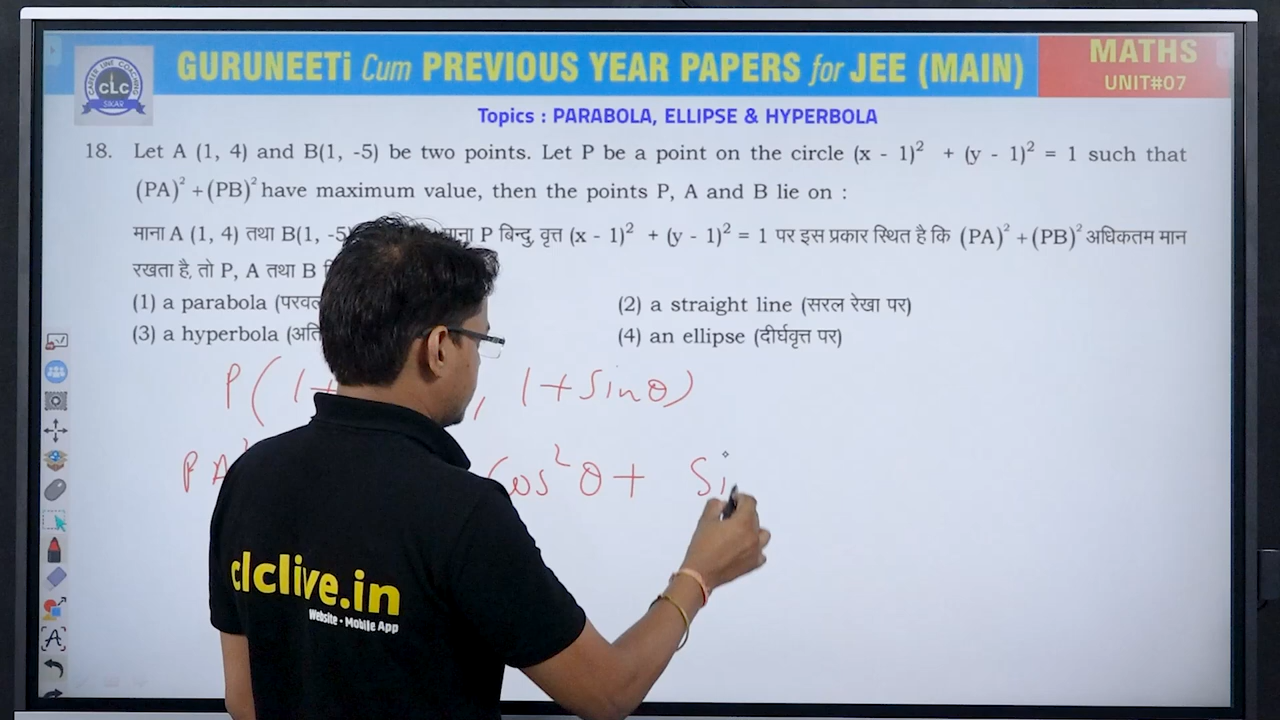 GURUNEETi Cum PREVIOUS YEAR PAPERS for JEE (MAIN)
MATHS
UNIT#07
CAREER LINE COACHING
CLC
SIKAR
Topics : PARABOLA, ELLIPSE & HYPERBOLA
18. Let A (1, 4) and B(1, -5) be two points. Let P be a point on the circle (x - 1)² + (y - 1)² = 1 such that
(PA)² + (PB)² have maximum value, then the points P, A and B lie on :
माना A (1, 4) तथा B(1, -5 माना P बिन्दु, वृत्त (x - 1)² + (y - 1)² = 1 पर इस प्रकार स्थित है कि (PA)² + (PB)² अधिकतम मान
रखता है, तो P, A तथा B
(1) a parabola (2) a straight line (सरल रेखा पर)
(3) a hyperbola (4) an ellipse (दीर्घवृत्त पर)
P( 1+ , 1+Sinθ)
PA cos²θ+ Si
clclive.in
Website • Mobile App